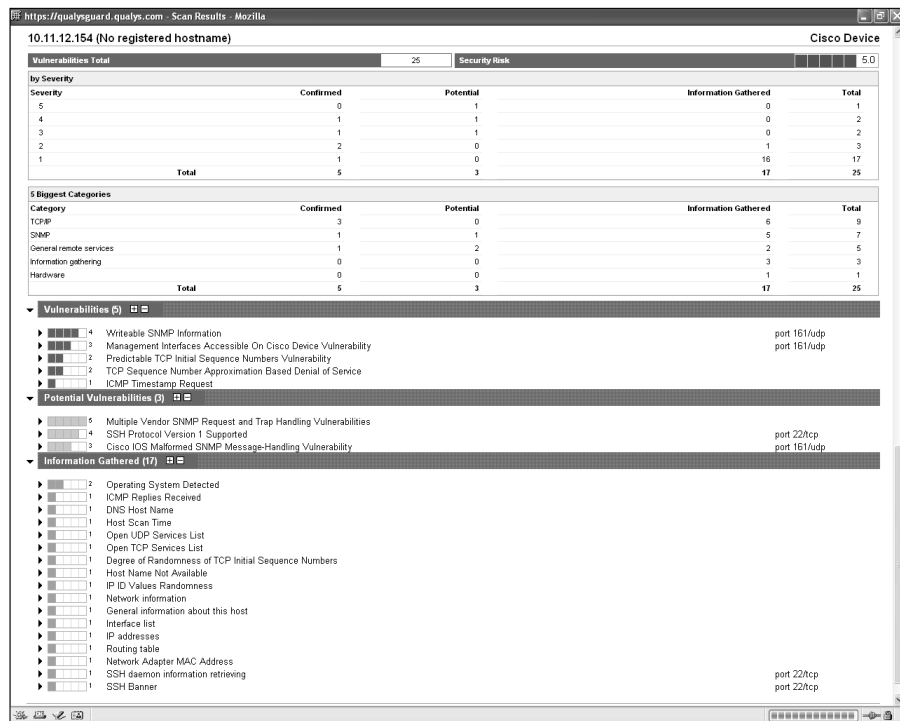 https://qualysguard.qualys.com - Scan Results - Mozilla
10.11.12.154 (No registered hostname) Cisco Device
Vulnerabilities Total 25 Security Risk 5.0
by Severity
Severity Confirmed Potential Information Gathered Total
5 0 1 0 1
4 1 1 0 2
3 1 1 0 2
2 2 0 1 3
1 1 0 16 17
Total 5 3 17 25
5 Biggest Categories
Category Confirmed Potential Information Gathered Total
TCP/IP 3 0 6 9
SNMP 1 1 5 7
General remote services 1 2 2 5
Information gathering 0 0 3 3
Hardware 0 0 1 1
Total 5 3 17 25
Vulnerabilities (5)
4 Writeable SNMP Information port 161/udp
3 Management Interfaces Accessible On Cisco Device Vulnerability port 161/udp
2 Predictable TCP Initial Sequence Numbers Vulnerability
2 TCP Sequence Number Approximation Based Denial of Service
1 ICMP Timestamp Request
Potential Vulnerabilities (3)
5 Multiple Vendor SNMP Request and Trap Handling Vulnerabilities
4 SSH Protocol Version 1 Supported port 22/tcp
3 Cisco IOS Malformed SNMP Message-Handling Vulnerability port 161/udp
Information Gathered (17)
2 Operating System Detected
1 ICMP Replies Received
1 DNS Host Name
1 Host Scan Time
1 Open UDP Services List
1 Open TCP Services List
1 Degree of Randomness of TCP Initial Sequence Numbers
1 Host Name Not Available
1 IP ID Values Randomness
1 Network information
1 General information about this host
1 Interface list
1 IP addresses
1 Routing table
1 Network Adapter MAC Address
1 SSH daemon information retrieving port 22/tcp
1 SSH Banner port 22/tcp